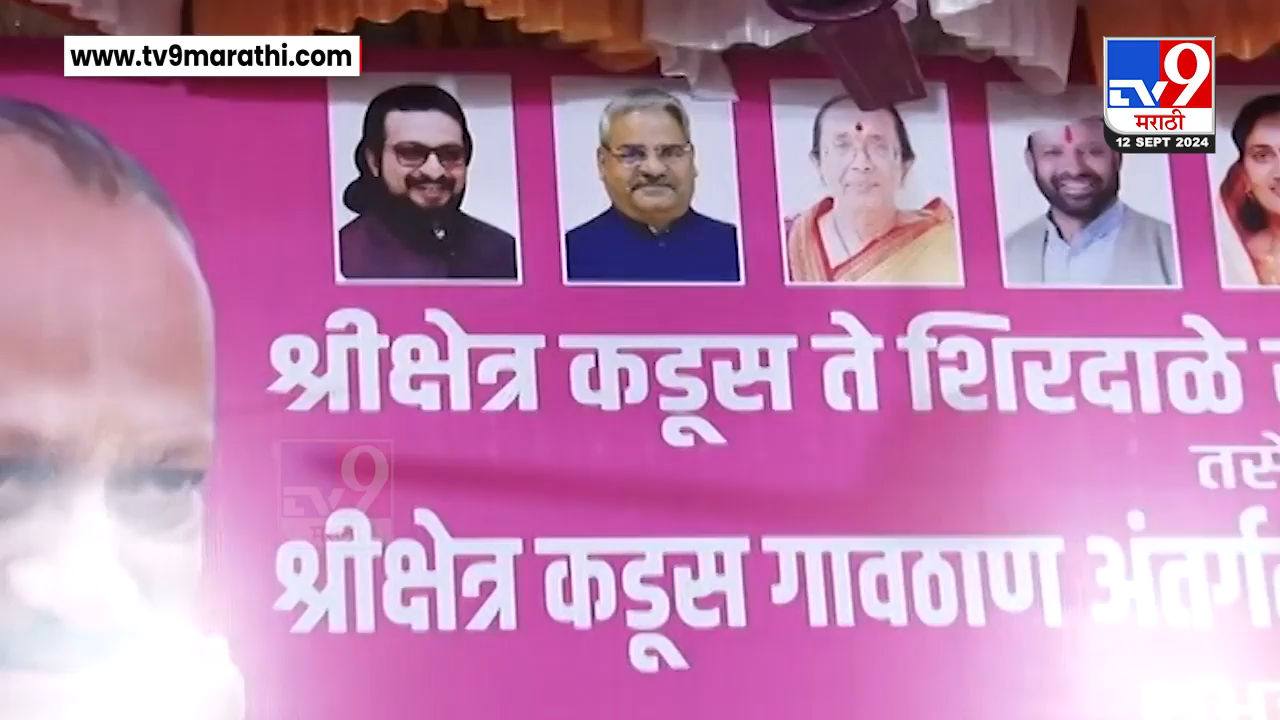 www.tv9marathi.com
TV9
मराठी
12 SEPT 2024
श्रीक्षेत्र कडूस ते शिरदाळे
श्रीक्षेत्र कडूस गावठाण